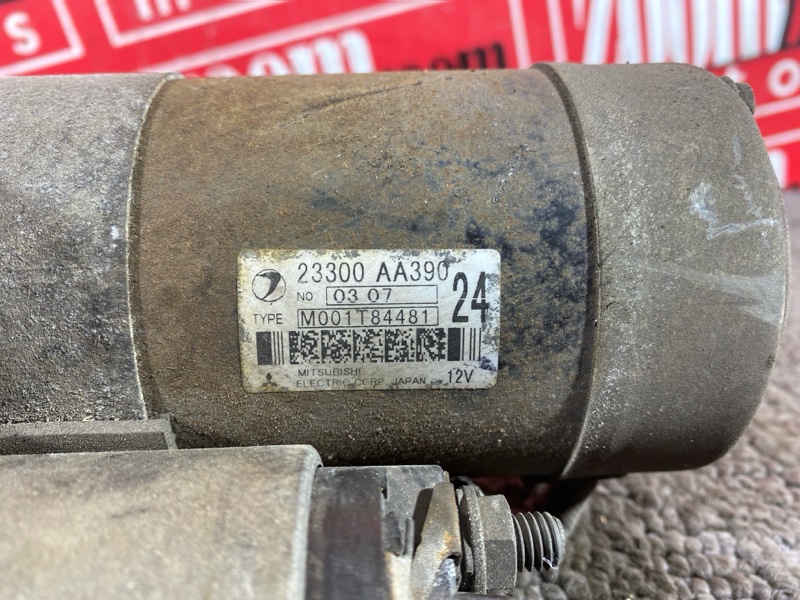 23300 AA390
NO 03 07
24
TYPE M001T84481
MITSUBISHI
ELECTRIC CORP. JAPAN
12V